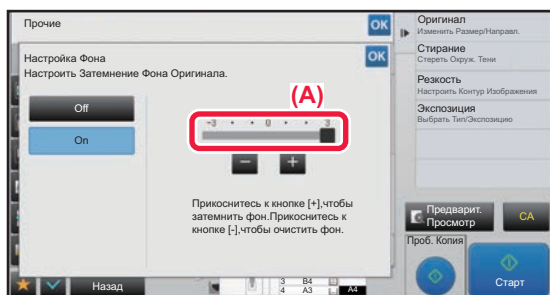 Прочие
OK
Настройка Фона
Настроить Затемнение Фона Оригинала.
OK
Off
On
(A)
-3 • • 0 • • 3
− +
Прикоснитесь к кнопке [+],чтобы
затемнить фон.Прикоснитесь к
кнопке [-],чтобы очистить фон.
Назад
3 B4
4 A3
A4
Оригинал
Изменить Размер/Направл.
Стирание
Стереть Окруж. Тени
Резкость
Настроить Контур Изображения
Экспозиция
Выбрать Тип/Экспозицию
Предварит.
Просмотр
CA
Проб. Копия
Старт